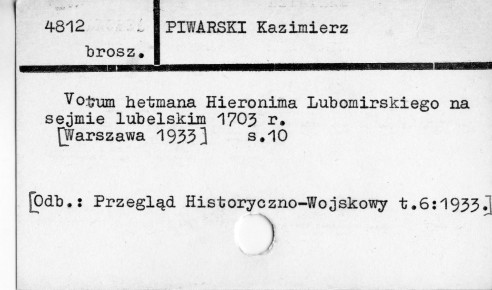 4812
PIWARSKI Kazimierz
brosz.
Votum hetmana Hieronima Lubomirskiego na
sejmie lubelskim 1703 r.
[Warszawa 1933] s.10
[Odb.: Przegląd Historyczno-Wojskowy t.6:1933.]